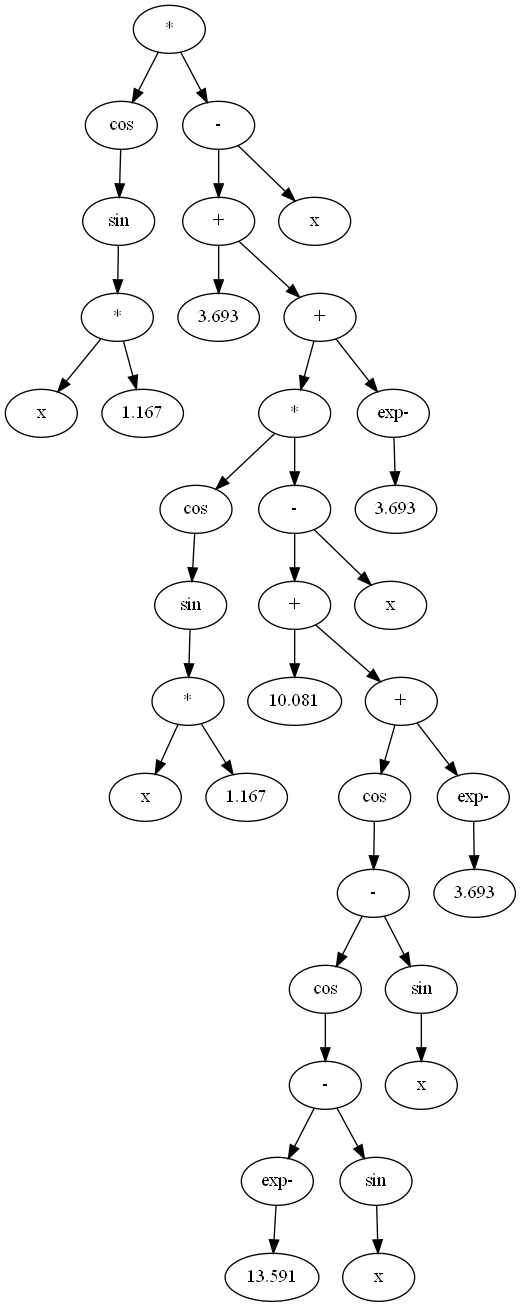 *
cos -
sin + x
* 3.693 +
x 1.167 * exp-
cos - 3.693
sin + x
* 10.081 +
x 1.167 cos exp-
- 3.693
cos sin
- x
exp- sin
13.591 x